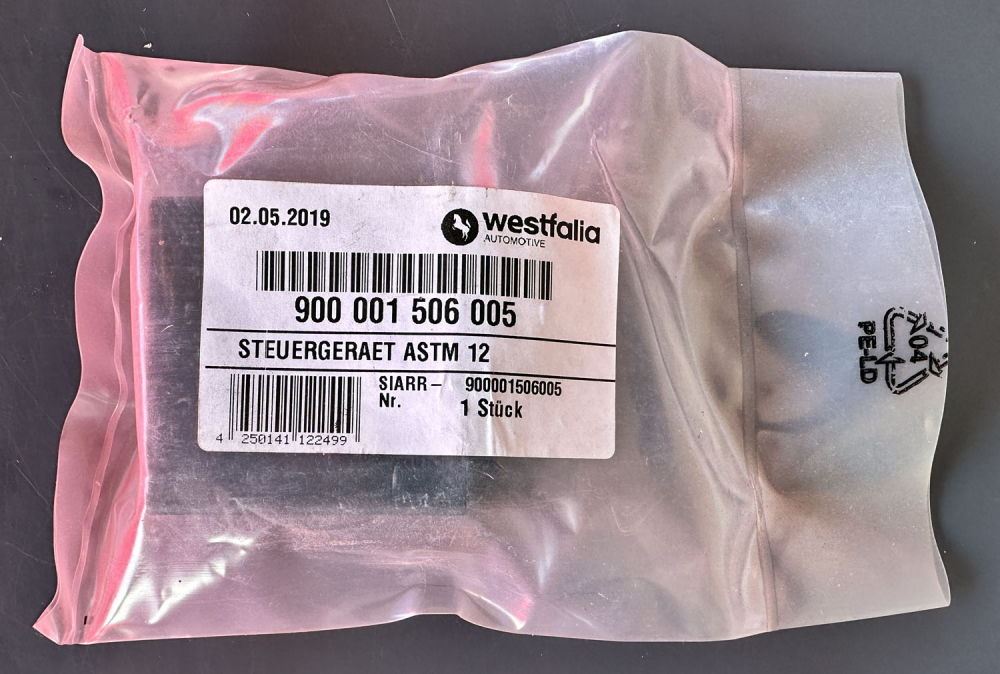 02.05.2019
westfalia
AUTOMOTIVE
900 001 506 005
STEUERGERAET ASTM 12
SIARR – 900001506005
Nr. 1 Stück
4 250141 122499
04
PE-LD